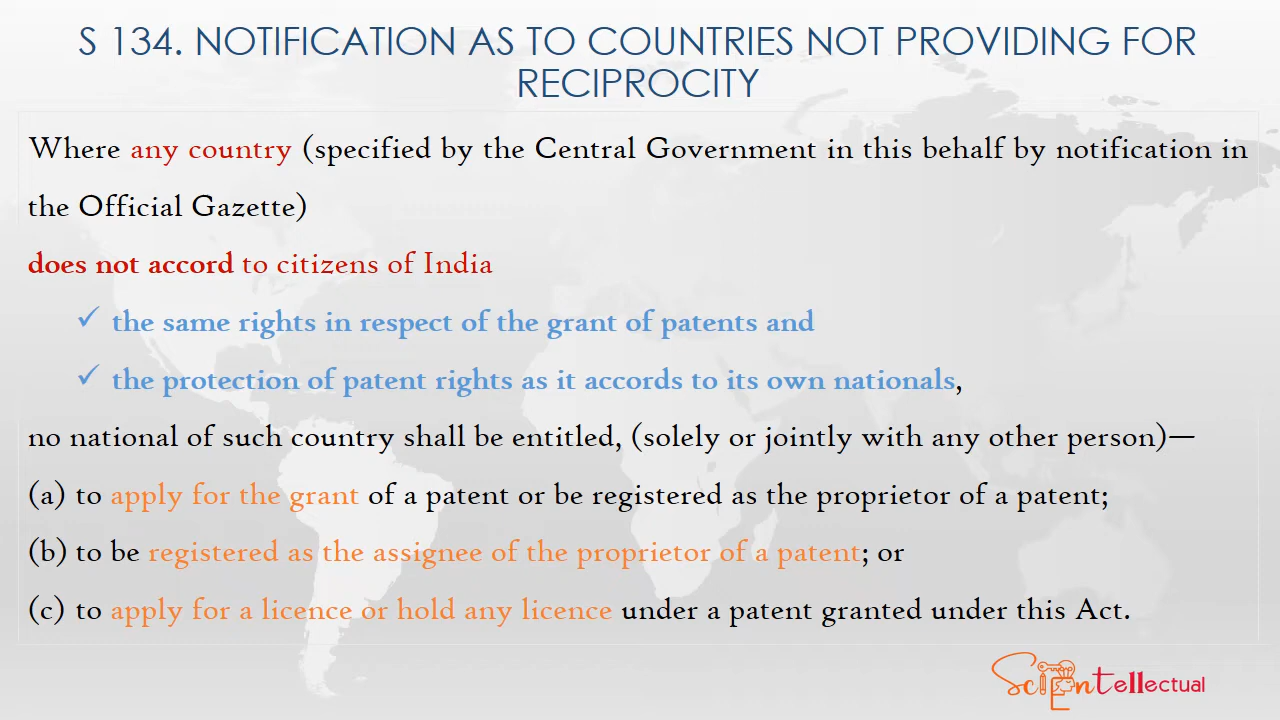 S 134. NOTIFICATION AS TO COUNTRIES NOT PROVIDING FOR
RECIPROCITY
Where any country (specified by the Central Government in this behalf by notification in
the Official Gazette)
does not accord to citizens of India
✓ the same rights in respect of the grant of patents and
✓ the protection of patent rights as it accords to its own nationals,
no national of such country shall be entitled, (solely or jointly with any other person)—
(a) to apply for the grant of a patent or be registered as the proprietor of a patent;
(b) to be registered as the assignee of the proprietor of a patent; or
(c) to apply for a licence or hold any licence under a patent granted under this Act.
Scientellectual